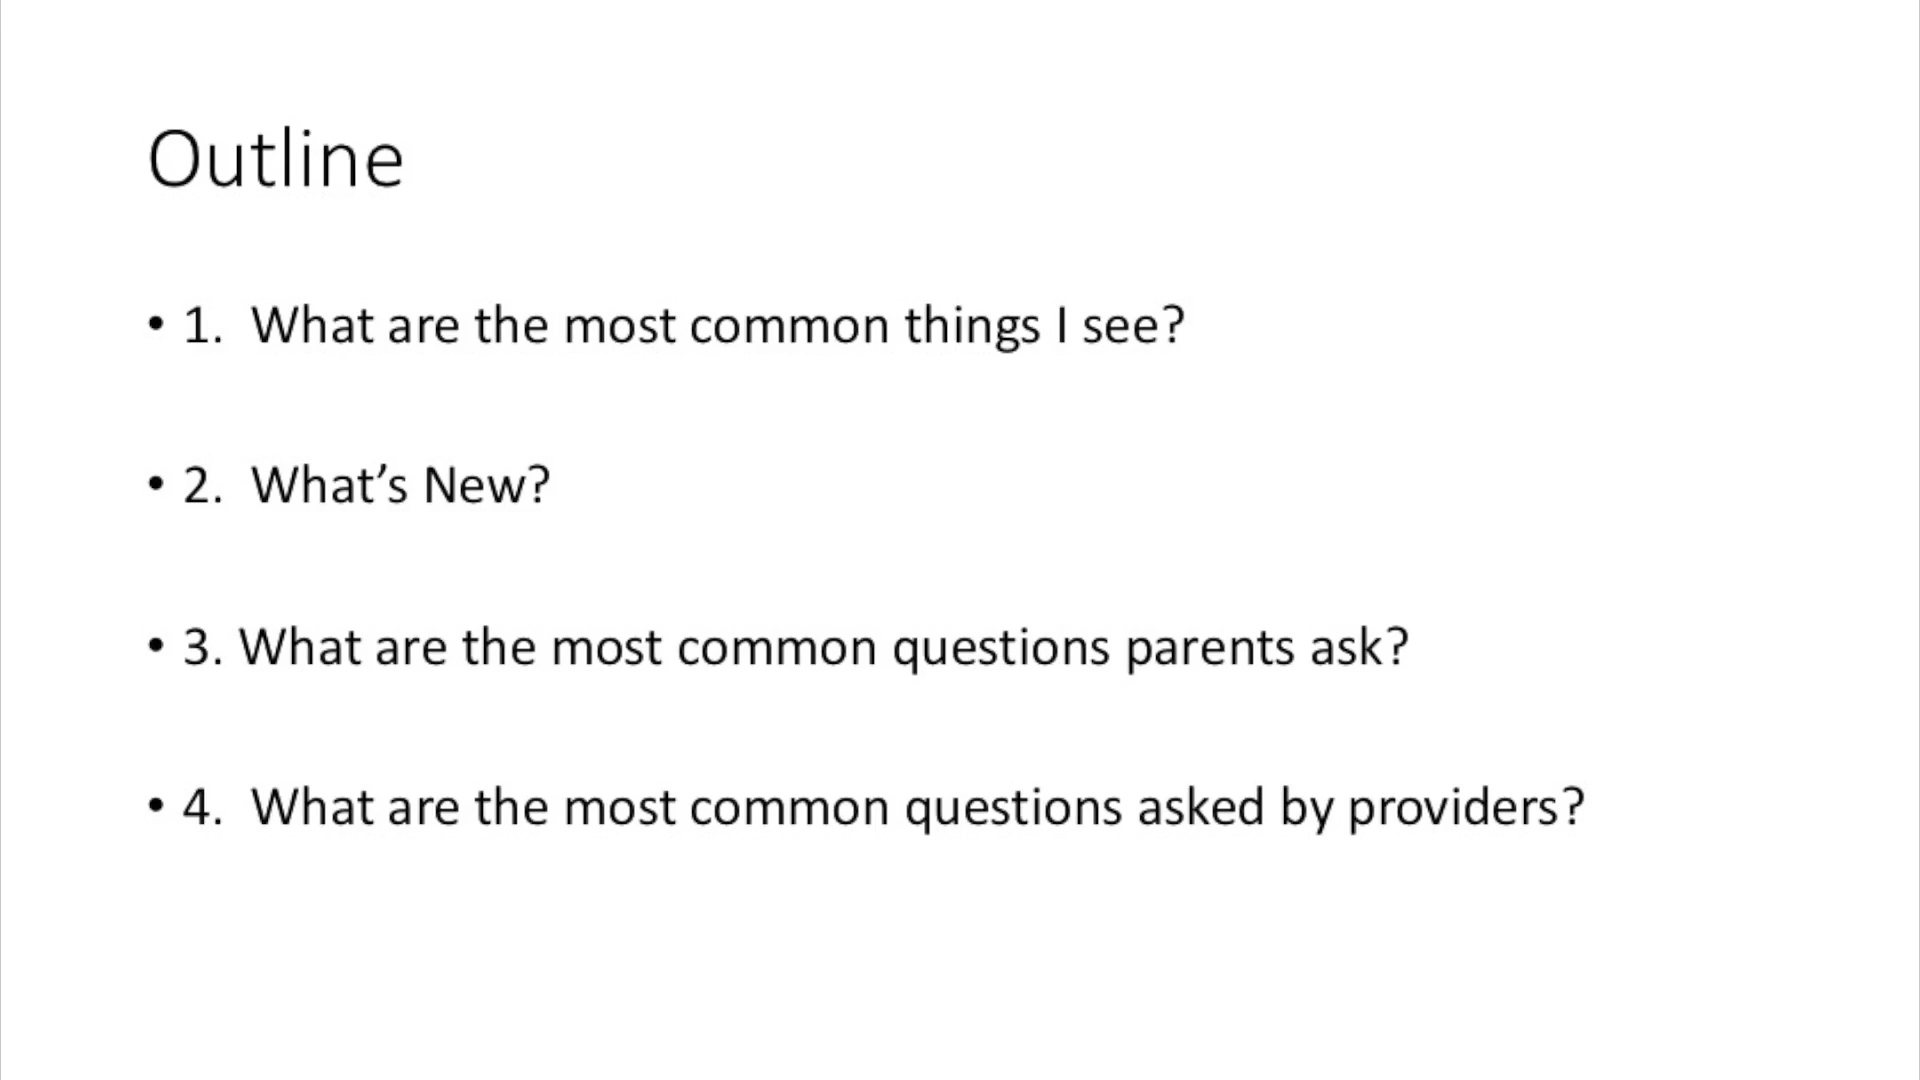 Outline
• 1.  What are the most common things I see?
• 2.  What’s New?
• 3. What are the most common questions parents ask?
• 4.  What are the most common questions asked by providers?